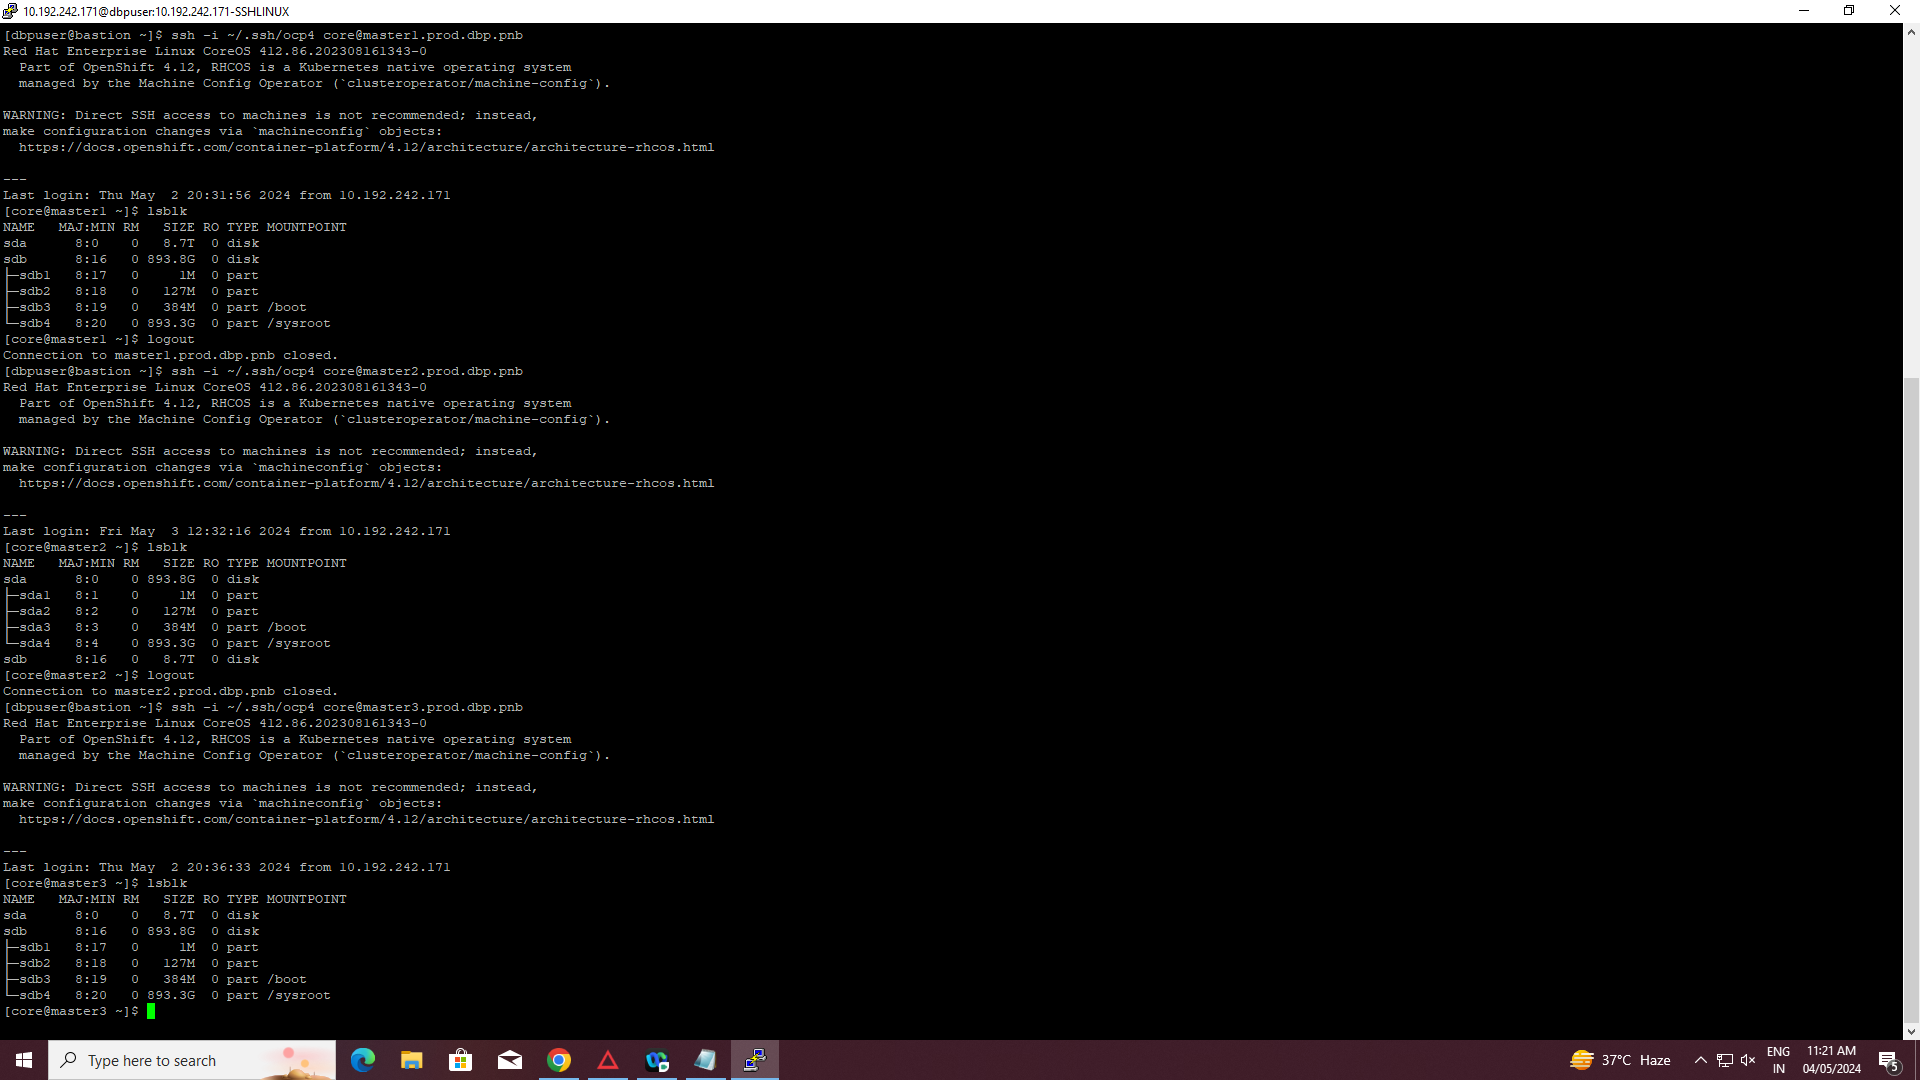 10.192.242.171@dbpuser:10.192.242.171-SSHLINUX
[dbpuser@bastion ~]$ ssh -i ~/.ssh/ocp4 core@master1.prod.dbp.pnb
Red Hat Enterprise Linux CoreOS 412.86.202308161343-0
  Part of OpenShift 4.12, RHCOS is a Kubernetes native operating system
  managed by the Machine Config Operator (`clusteroperator/machine-config`).

WARNING: Direct SSH access to machines is not recommended; instead,
make configuration changes via `machineconfig` objects:
  https://docs.openshift.com/container-platform/4.12/architecture/architecture-rhcos.html

---
Last login: Thu May  2 20:31:56 2024 from 10.192.242.171
[core@master1 ~]$ lsblk
NAME   MAJ:MIN RM   SIZE RO TYPE MOUNTPOINT
sda      8:0    0   8.7T  0 disk
sdb      8:16   0 893.8G  0 disk
├─sdb1   8:17   0     1M  0 part
├─sdb2   8:18   0   127M  0 part
├─sdb3   8:19   0   384M  0 part /boot
└─sdb4   8:20   0 893.3G  0 part /sysroot
[core@master1 ~]$ logout
Connection to master1.prod.dbp.pnb closed.
[dbpuser@bastion ~]$ ssh -i ~/.ssh/ocp4 core@master2.prod.dbp.pnb
Red Hat Enterprise Linux CoreOS 412.86.202308161343-0
  Part of OpenShift 4.12, RHCOS is a Kubernetes native operating system
  managed by the Machine Config Operator (`clusteroperator/machine-config`).

WARNING: Direct SSH access to machines is not recommended; instead,
make configuration changes via `machineconfig` objects:
  https://docs.openshift.com/container-platform/4.12/architecture/architecture-rhcos.html

---
Last login: Fri May  3 12:32:16 2024 from 10.192.242.171
[core@master2 ~]$ lsblk
NAME   MAJ:MIN RM   SIZE RO TYPE MOUNTPOINT
sda      8:0    0 893.8G  0 disk
├─sda1   8:1    0     1M  0 part
├─sda2   8:2    0   127M  0 part
├─sda3   8:3    0   384M  0 part /boot
└─sda4   8:4    0 893.3G  0 part /sysroot
sdb      8:16   0   8.7T  0 disk
[core@master2 ~]$ logout
Connection to master2.prod.dbp.pnb closed.
[dbpuser@bastion ~]$ ssh -i ~/.ssh/ocp4 core@master3.prod.dbp.pnb
Red Hat Enterprise Linux CoreOS 412.86.202308161343-0
  Part of OpenShift 4.12, RHCOS is a Kubernetes native operating system
  managed by the Machine Config Operator (`clusteroperator/machine-config`).

WARNING: Direct SSH access to machines is not recommended; instead,
make configuration changes via `machineconfig` objects:
  https://docs.openshift.com/container-platform/4.12/architecture/architecture-rhcos.html

---
Last login: Thu May  2 20:36:33 2024 from 10.192.242.171
[core@master3 ~]$ lsblk
NAME   MAJ:MIN RM   SIZE RO TYPE MOUNTPOINT
sda      8:0    0   8.7T  0 disk
sdb      8:16   0 893.8G  0 disk
├─sdb1   8:17   0     1M  0 part
├─sdb2   8:18   0   127M  0 part
├─sdb3   8:19   0   384M  0 part /boot
└─sdb4   8:20   0 893.3G  0 part /sysroot
[core@master3 ~]$
Type here to search
37°C Haze
ENG
IN
11:21 AM
04/05/2024
5